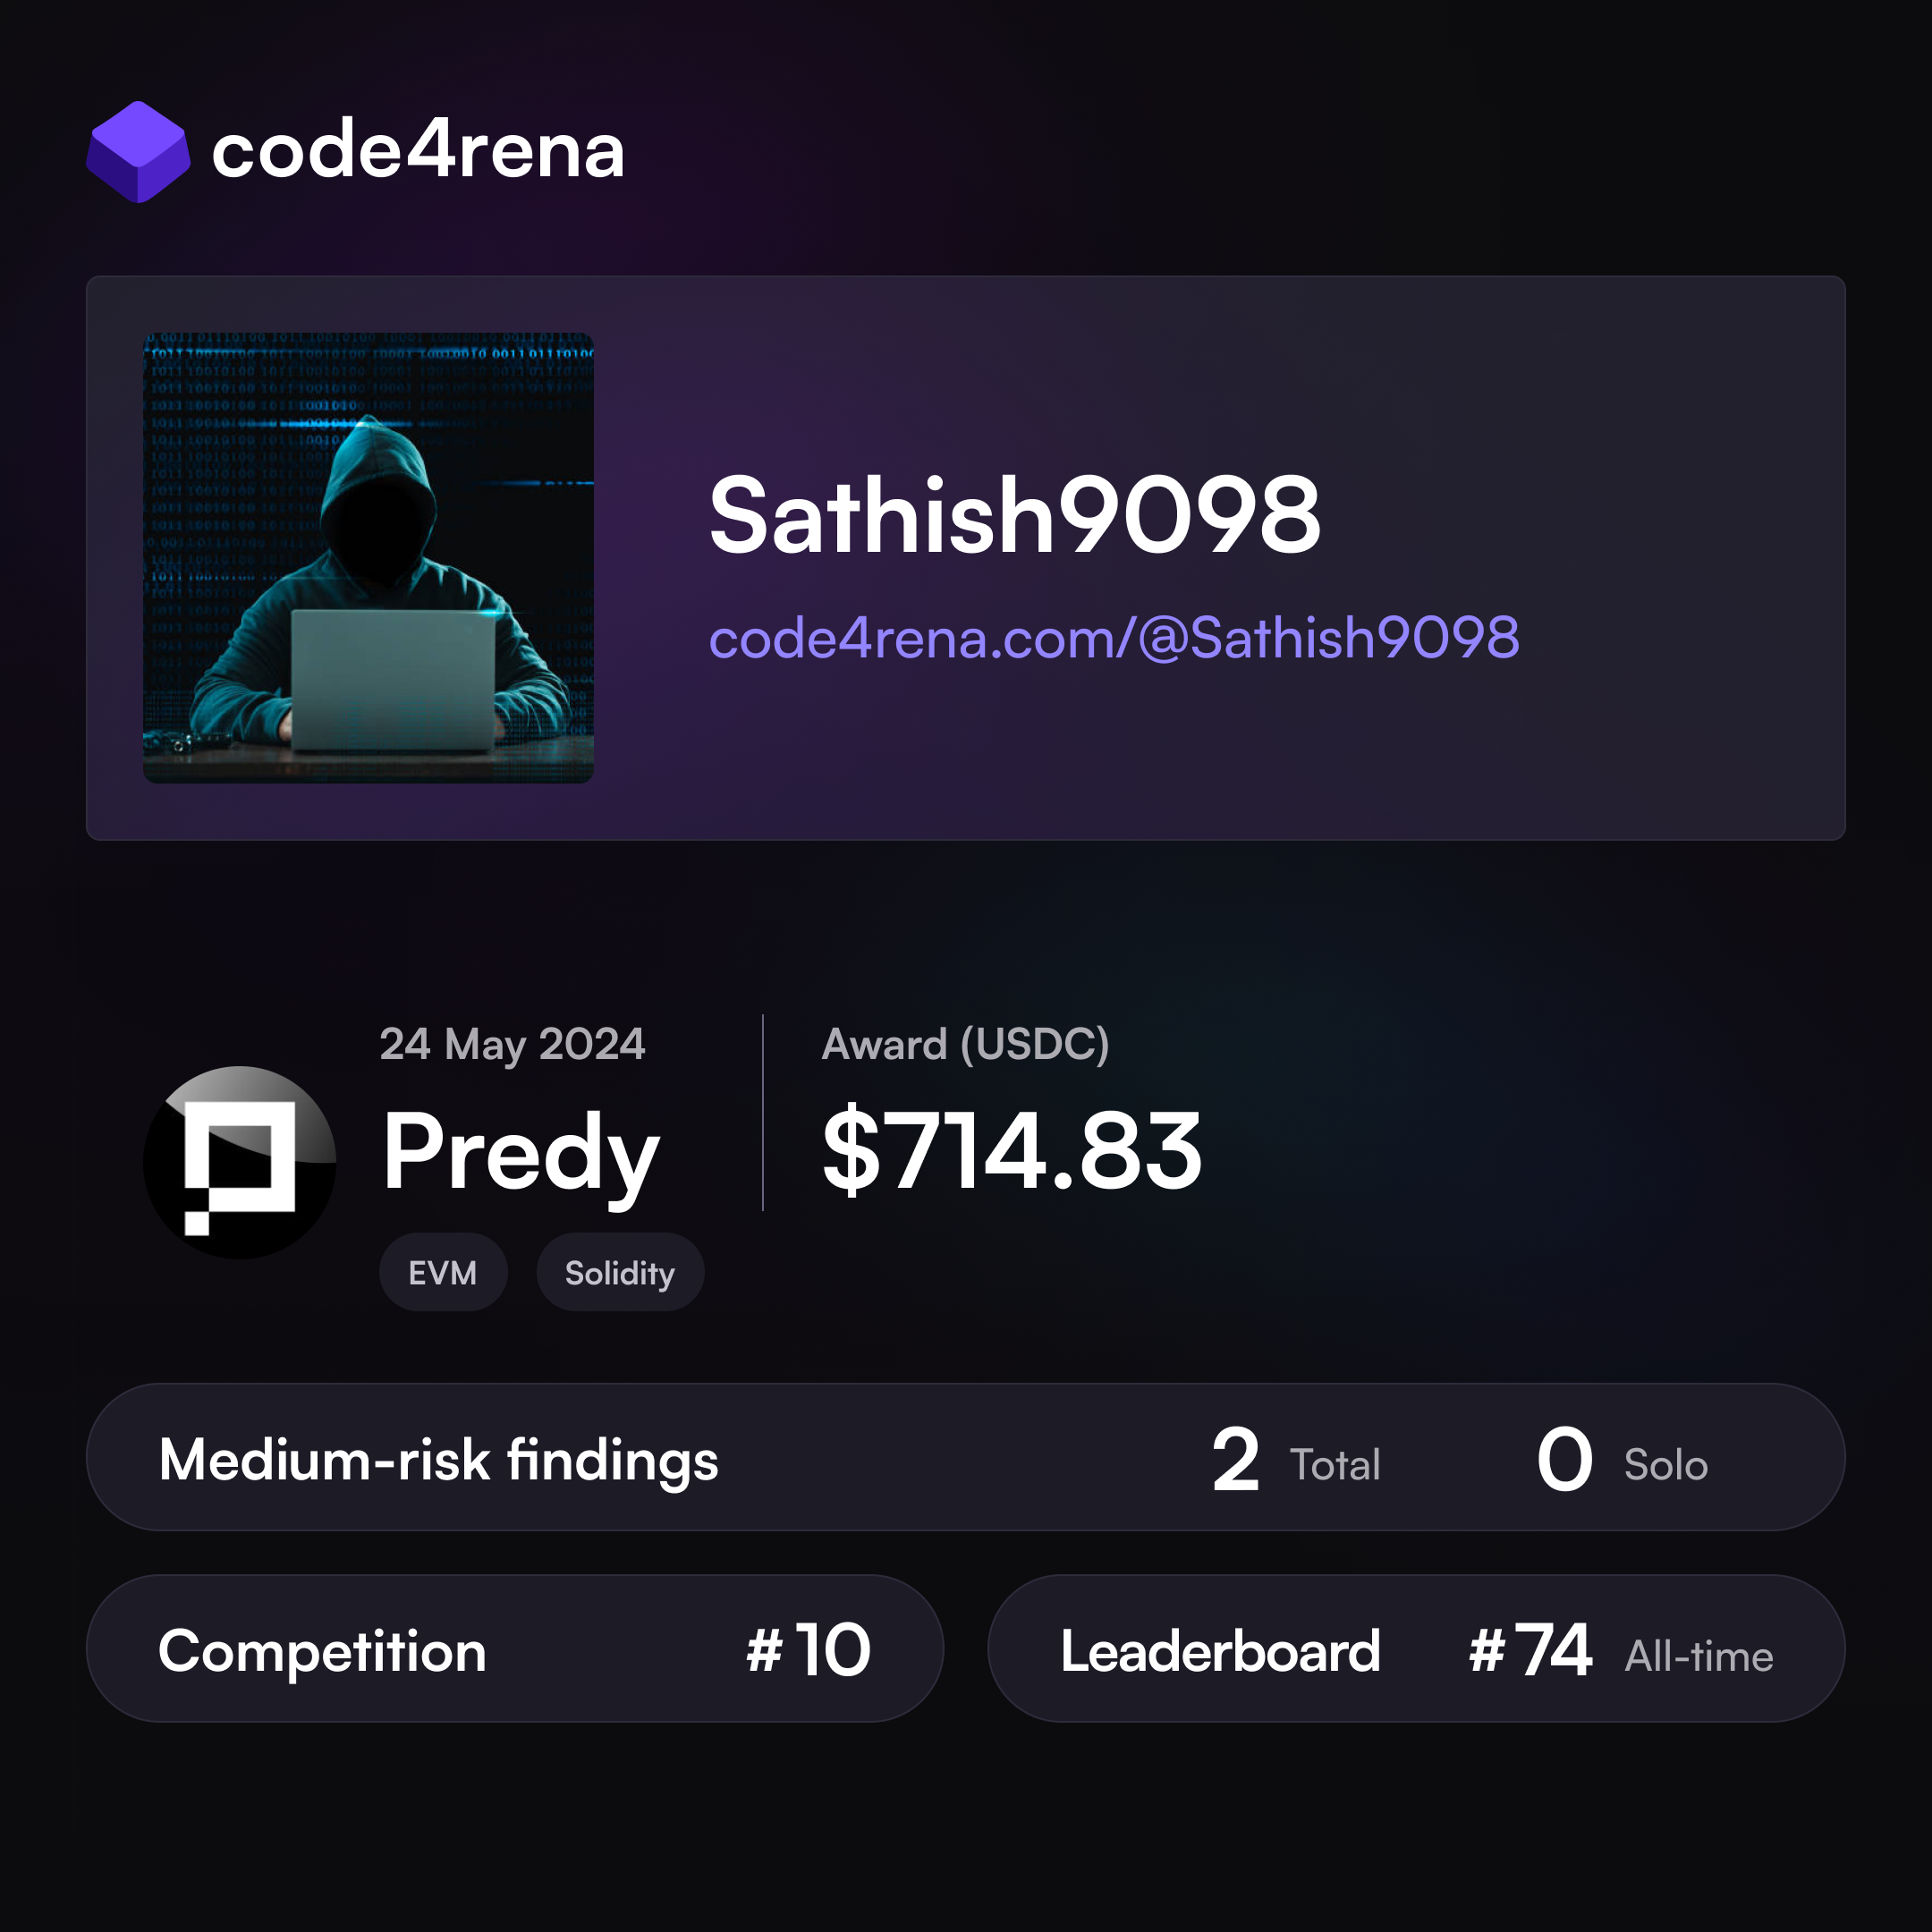 code4rena
Sathish9098
code4rena.com/@Sathish9098
24 May 2024
Predy
EVM Solidity
Award (USDC)
$714.83
Medium-risk findings 2 Total 0 Solo
Competition #10
Leaderboard #74 All-time